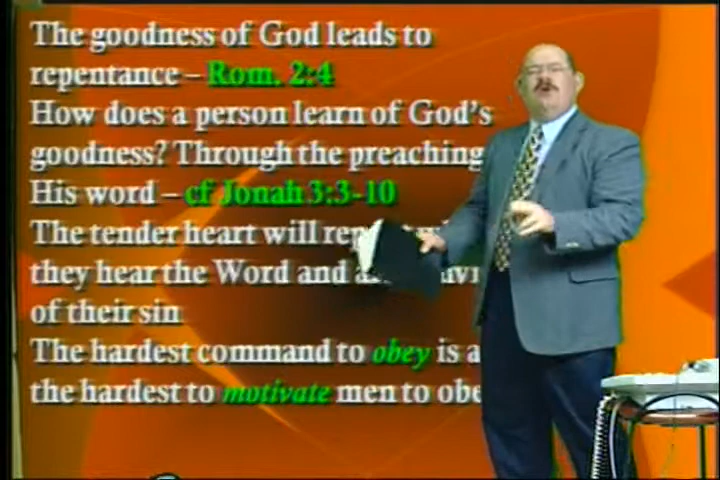 The goodness of God leads to
repentance – Rom. 2:4
How does a person learn of God's
goodness? Through the preaching
His word – cf Jonah 3:3-10
The tender heart will
they hear the Word and
of their sin
The hardest command to obey is
the hardest to motivate men to